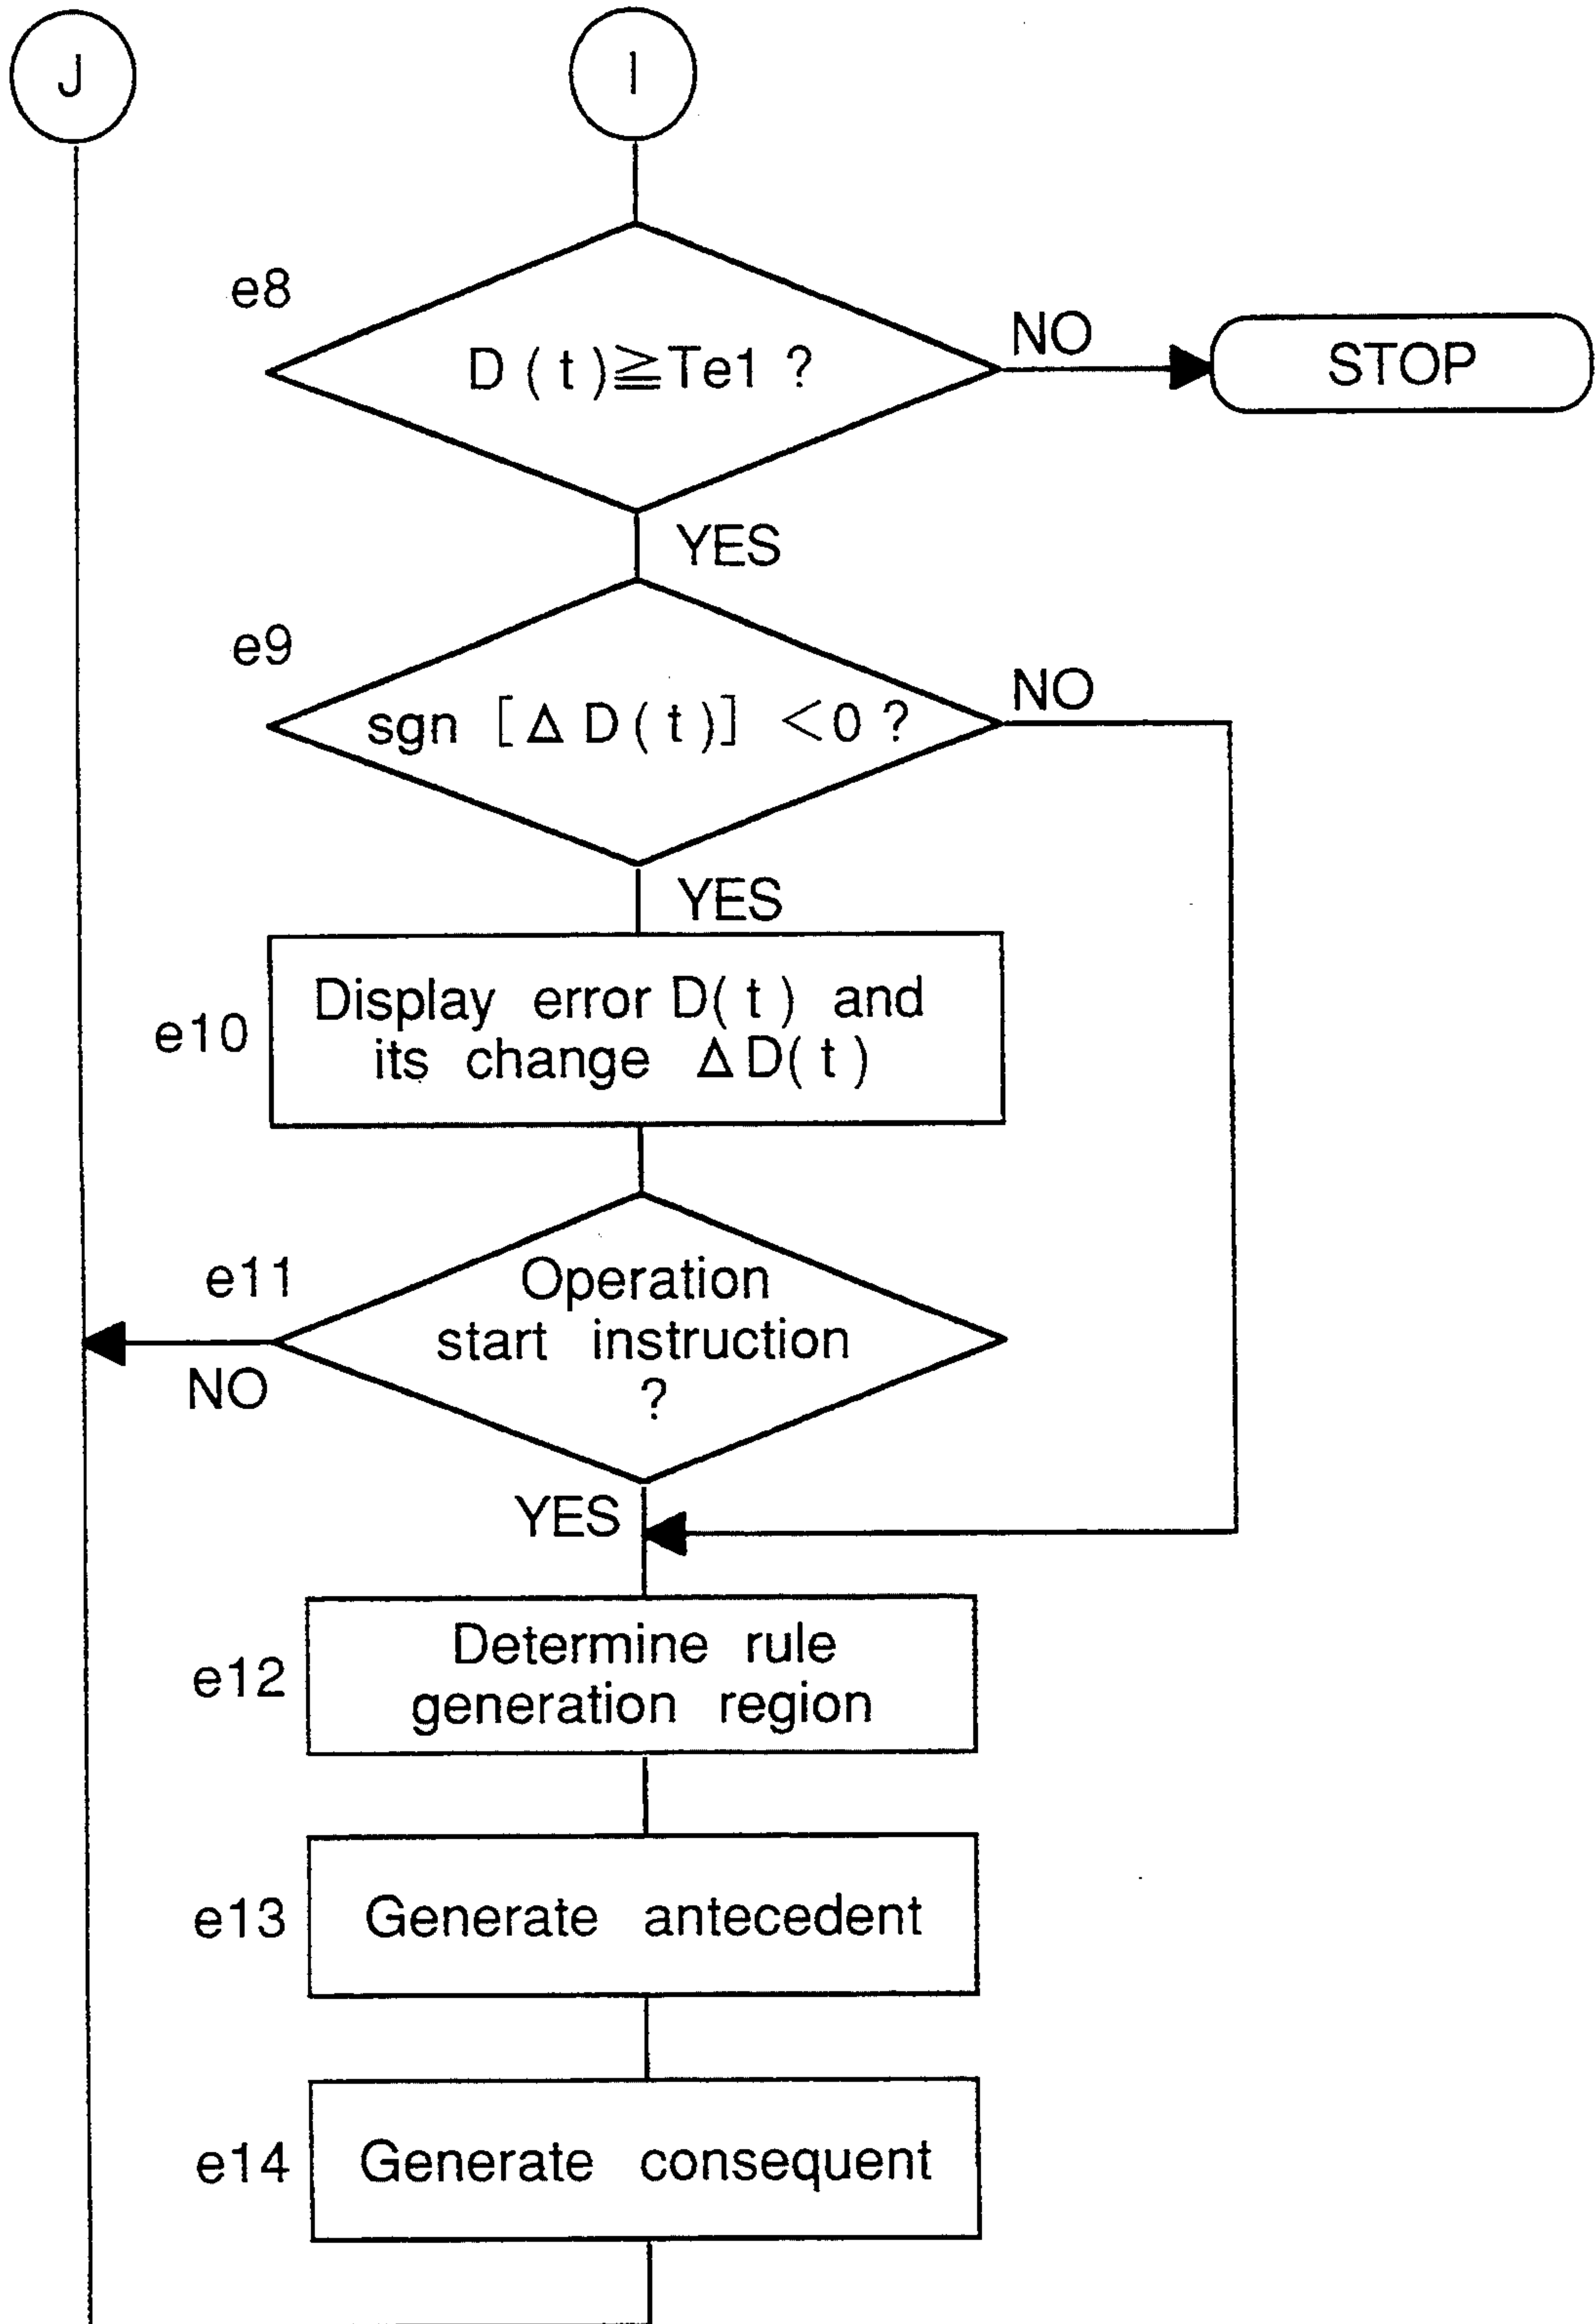 J
I
e8
D(t)≧Te1 ?
NO
STOP
YES
e9
sgn [Δ D(t)] <0 ?
NO
YES
e10
Display error D(t) and
its change ΔD(t)
e11
Operation
start instruction
?
NO
YES
e12
Determine rule
generation region
e13
Generate antecedent
e14
Generate consequent